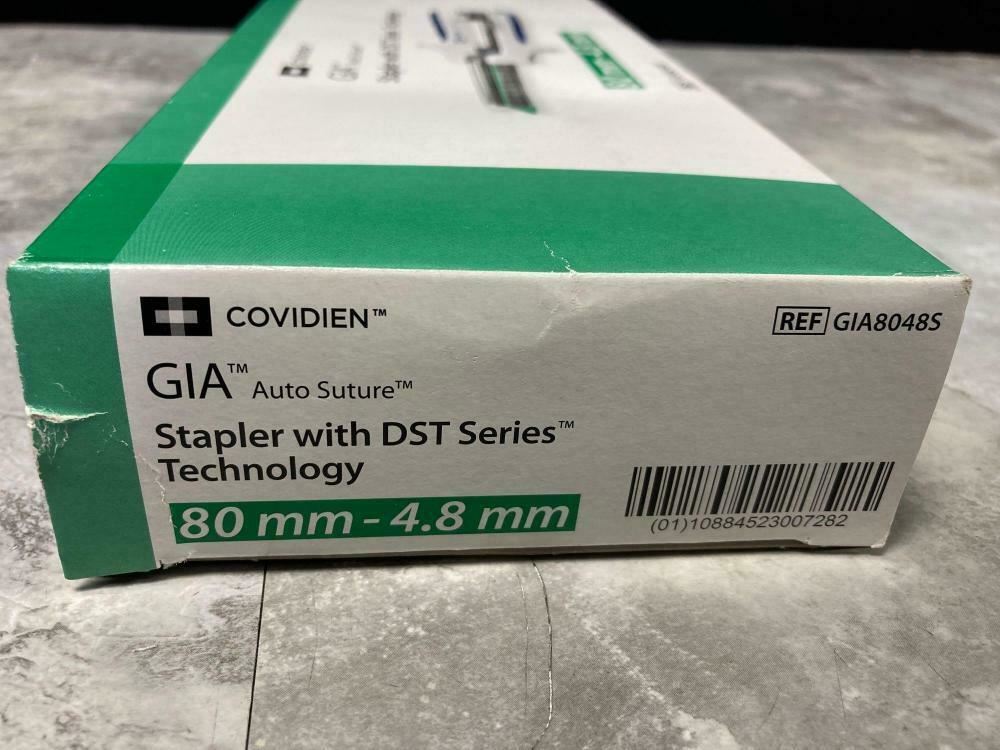 COVIDIEN™
REF GIA8048S
GIA™ Auto Suture™
Stapler with DST Series™
Technology
80 mm - 4.8 mm
(01)10884523007282